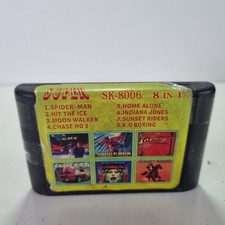 SUPER SK-8006 8 IN 1
1.SPIDER-MAN
2.HIT THE ICE
3.MOON WALKER
4.CHASE HQ 2
5.HOME ALONE
6.INDIANA JONES
7.SUNSET RIDERS
8.K.O BOXING